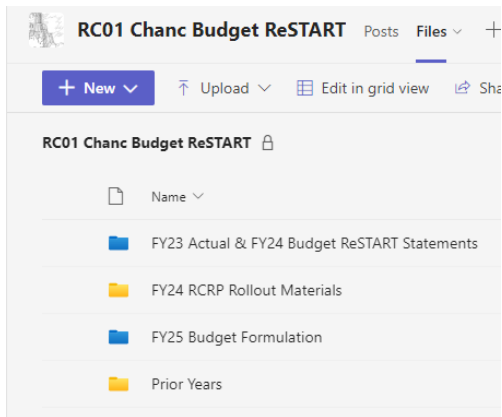 RC01 Chanc Budget ReSTART Posts Files
New Upload Edit in grid view
RC01 Chanc Budget ReSTART
Name
FY23 Actual & FY24 Budget ReSTART Statements
FY24 RCRP Rollout Materials
FY25 Budget Formulation
Prior Years